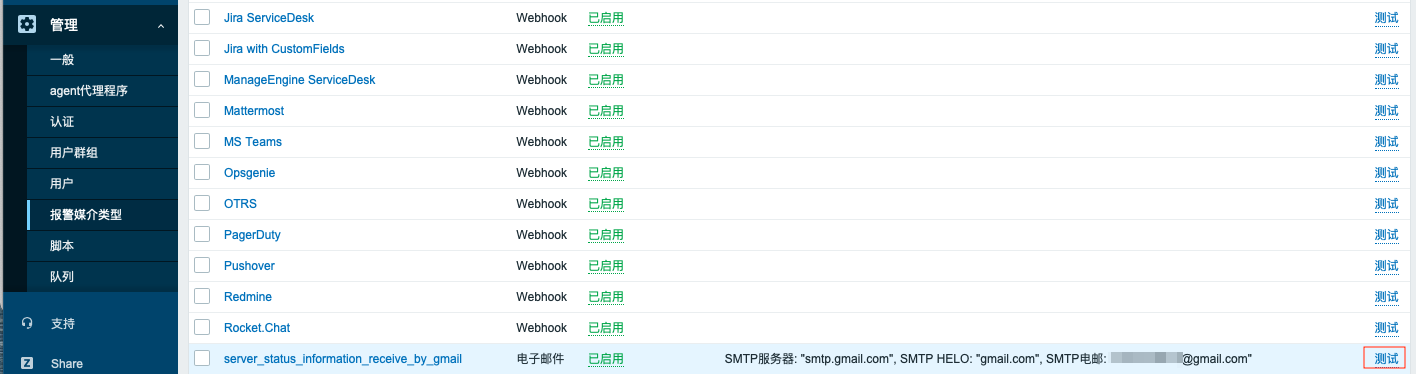 管理
一般
agent代理程序
认证
用户群组
用户
报警媒介类型
脚本
队列
支持
Share
Jira ServiceDesk Webhook 已启用 测试
Jira with CustomFields Webhook 已启用 测试
ManageEngine ServiceDesk Webhook 已启用 测试
Mattermost Webhook 已启用 测试
MS Teams Webhook 已启用 测试
Opsgenie Webhook 已启用 测试
OTRS Webhook 已启用 测试
PagerDuty Webhook 已启用 测试
Pushover Webhook 已启用 测试
Redmine Webhook 已启用 测试
Rocket.Chat Webhook 已启用 测试
server_status_information_receive_by_gmail 电子邮件 已启用 SMTP服务器: "smtp.gmail.com", SMTP HELO: "gmail.com", SMTP电邮: @gmail.com" 测试